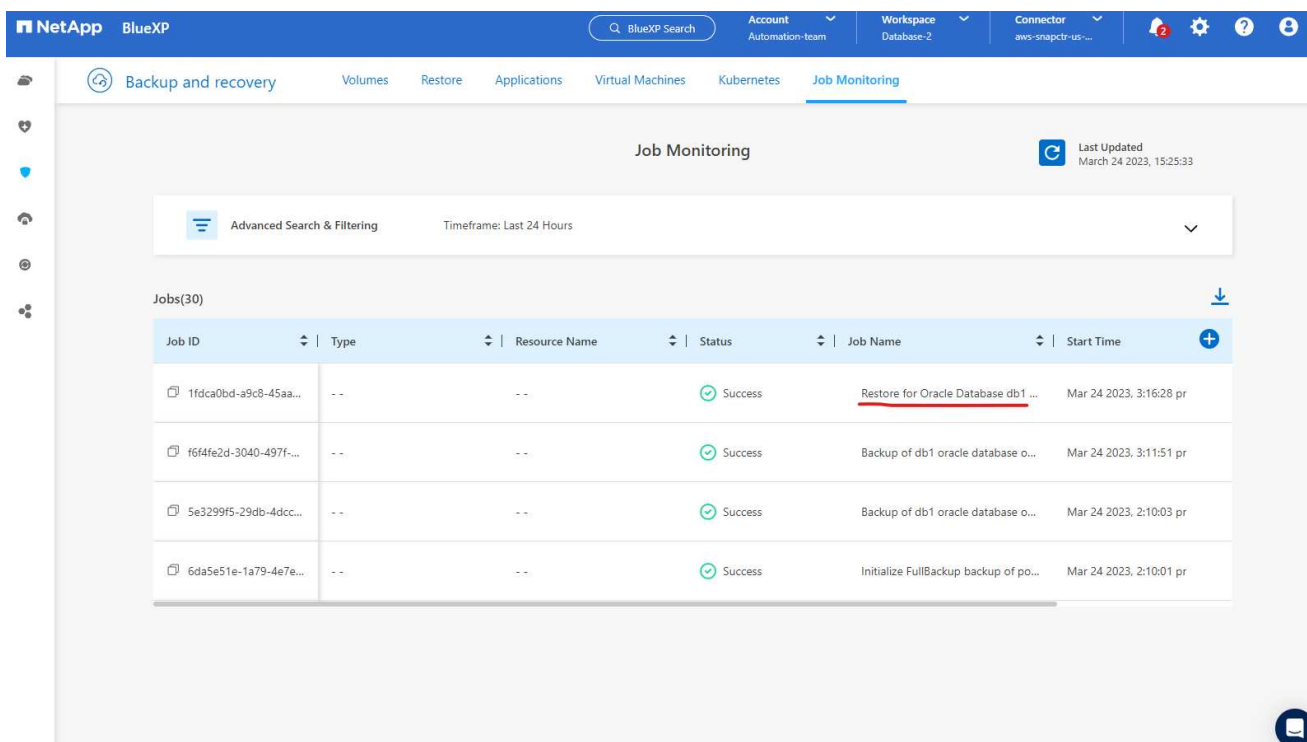 NetApp BlueXP BlueXP Search Account Automation-team Workspace Database-2 Connector aws-snapctr-us-... 2
Backup and recovery Volumes Restore Applications Virtual Machines Kubernetes Job Monitoring
Job Monitoring
Last Updated
March 24 2023, 15:25:33
Advanced Search & Filtering Timeframe: Last 24 Hours
Jobs(30)
Job ID Type Resource Name Status Job Name Start Time
1fdca0bd-a9c8-45aa... - - - - Success Restore for Oracle Database db1 ... Mar 24 2023, 3:16:28 pr
f6f4fe2d-3040-497f-... - - - - Success Backup of db1 oracle database o... Mar 24 2023, 3:11:51 pr
5e3299f5-29db-4dcc... - - - - Success Backup of db1 oracle database o... Mar 24 2023, 2:10:03 pr
6da5e51e-1a79-4e7e... - - - - Success Initialize FullBackup backup of po... Mar 24 2023, 2:10:01 pr